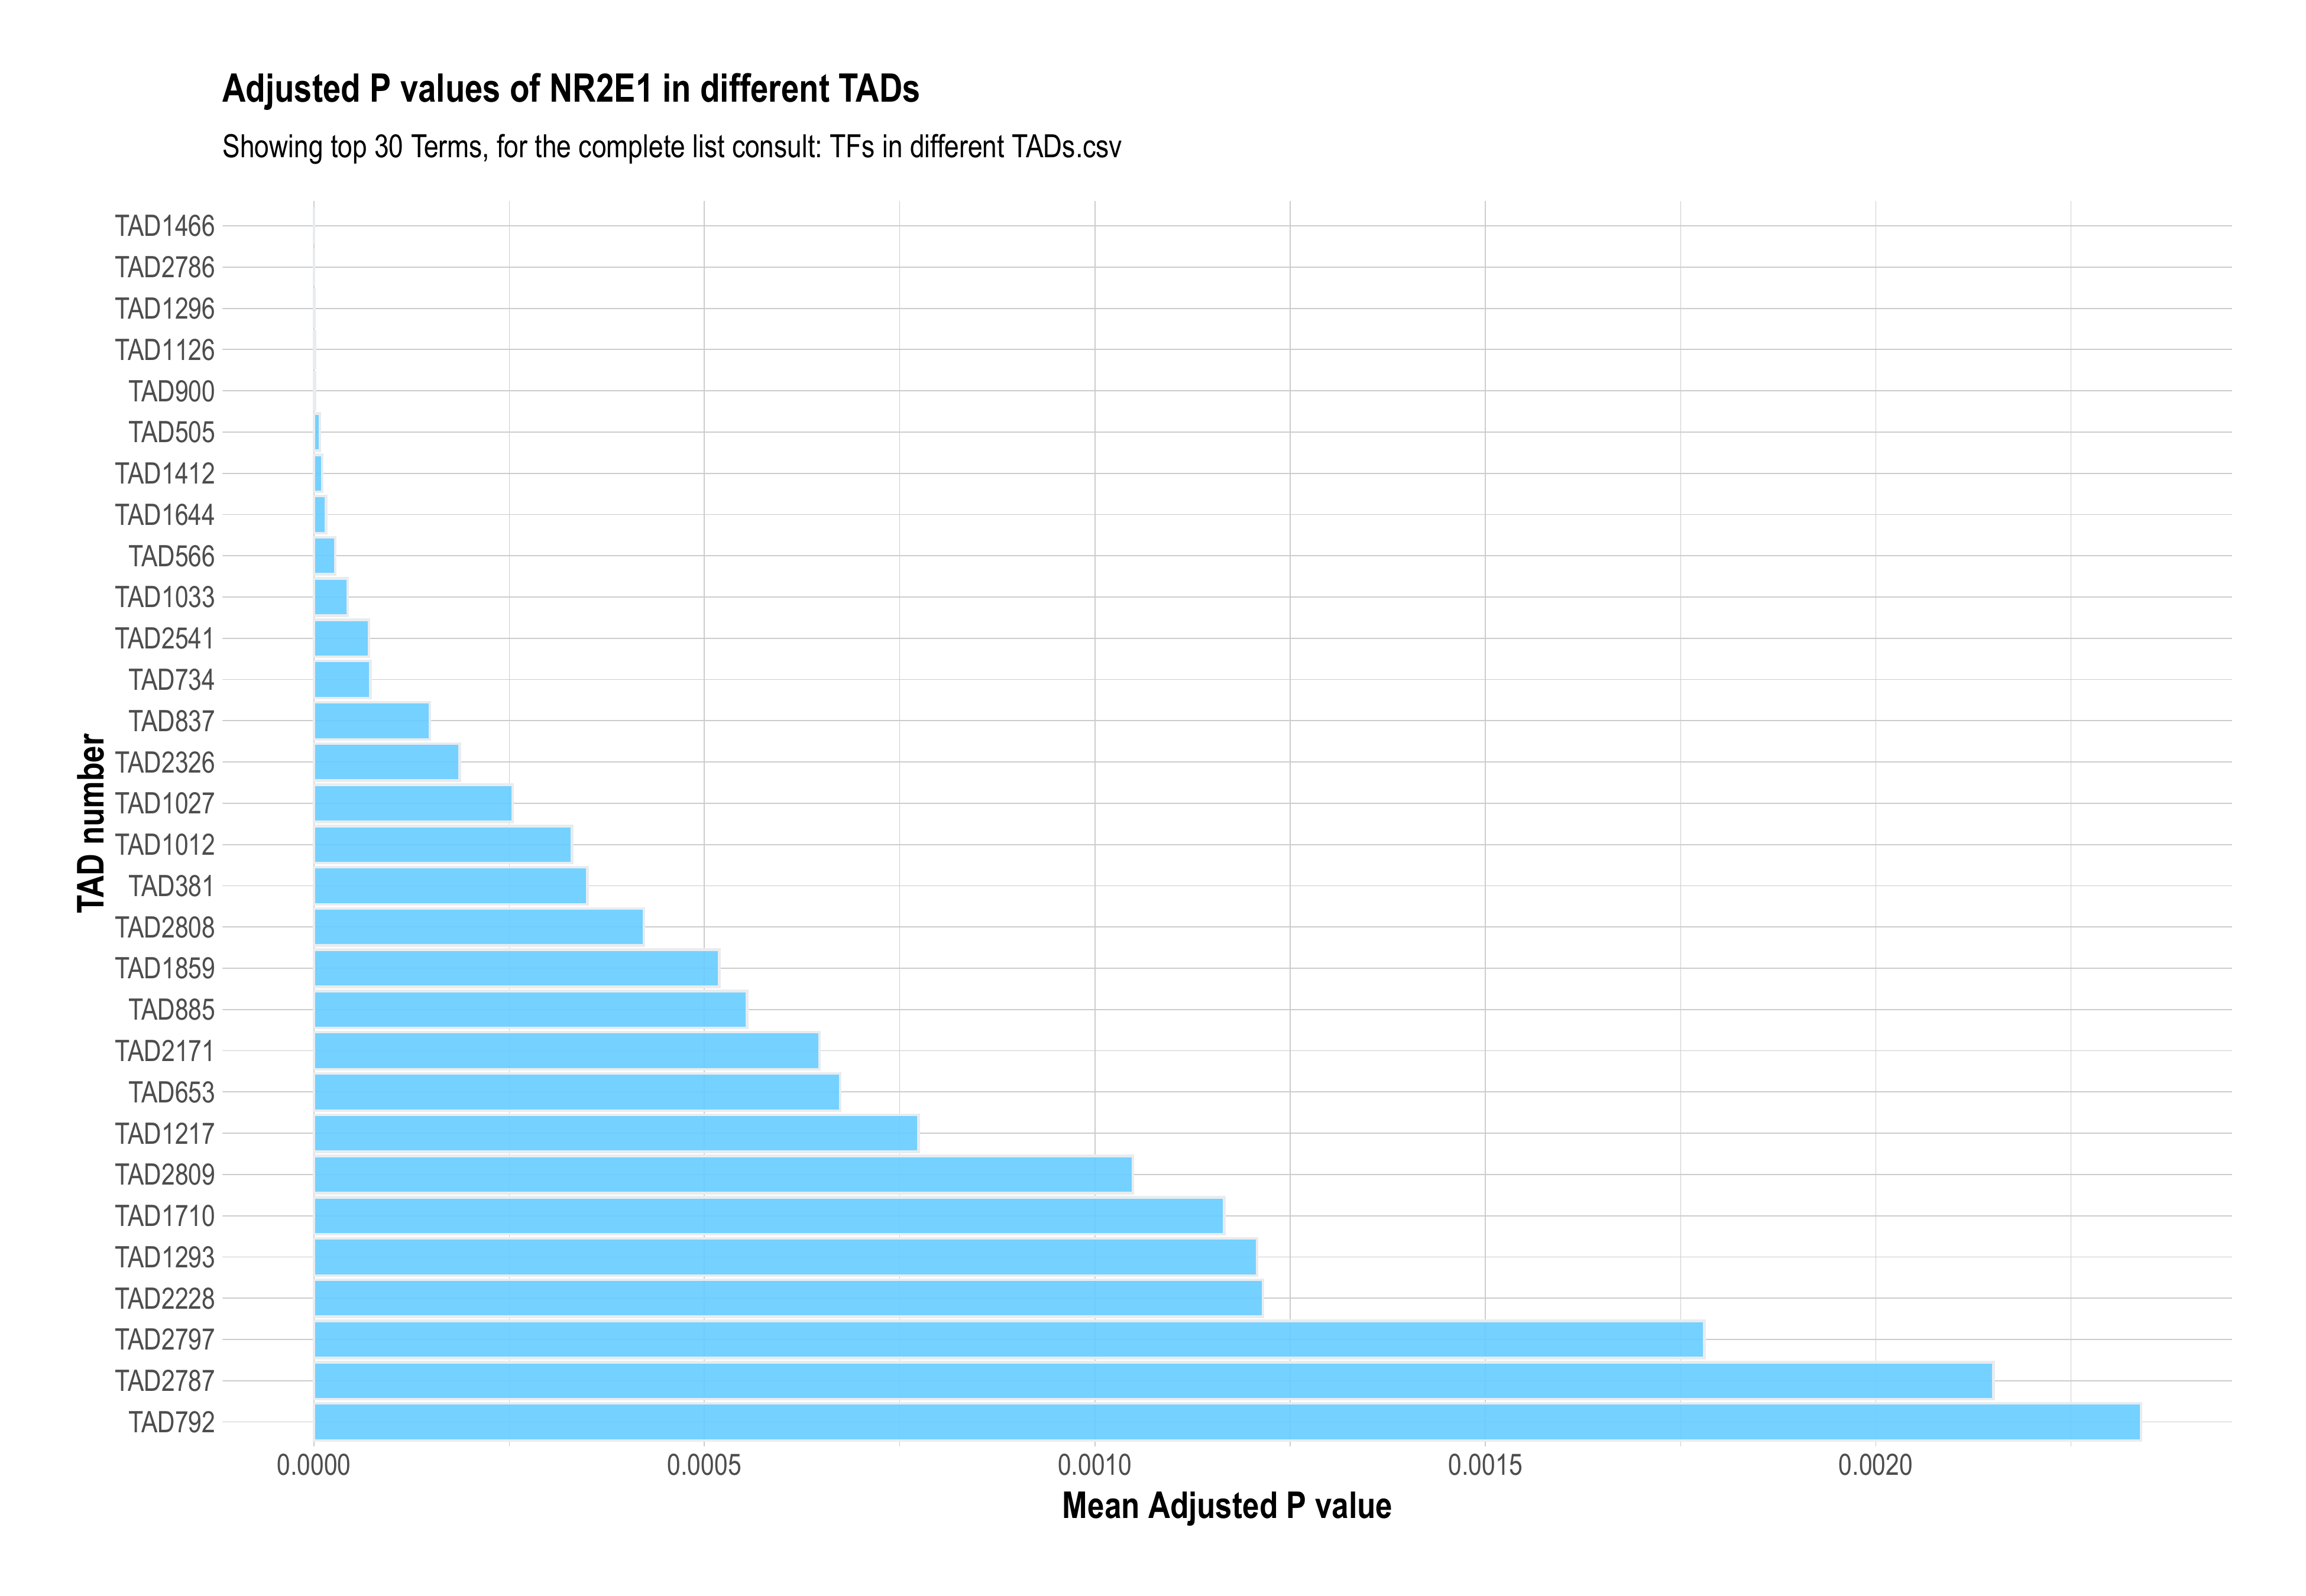 Adjusted P values of NR2E1 in different TADs
Showing top 30 Terms, for the complete list consult: TFs in different TADs.csv
TAD number
TAD1466
TAD2786
TAD1296
TAD1126
TAD900
TAD505
TAD1412
TAD1644
TAD566
TAD1033
TAD2541
TAD734
TAD837
TAD2326
TAD1027
TAD1012
TAD381
TAD2808
TAD1859
TAD885
TAD2171
TAD653
TAD1217
TAD2809
TAD1710
TAD1293
TAD2228
TAD2797
TAD2787
TAD792
0.0000 0.0005 0.0010 0.0015 0.0020
Mean Adjusted P value